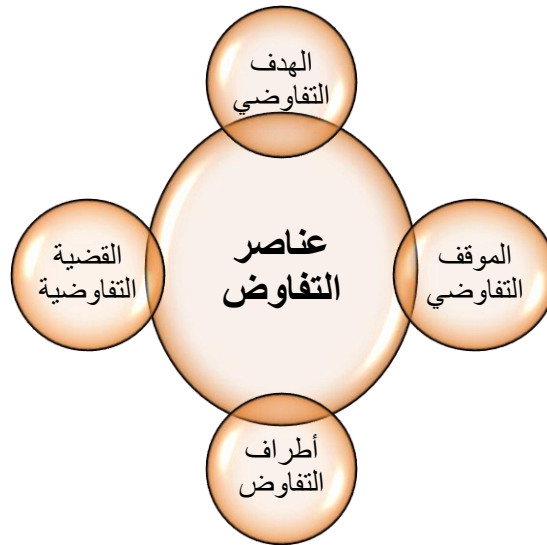 الهدف
التفاوضي
عناصر
التفاوض
الموقف
التفاوضي
القضية
التفاوضية
أطراف
التفاوض